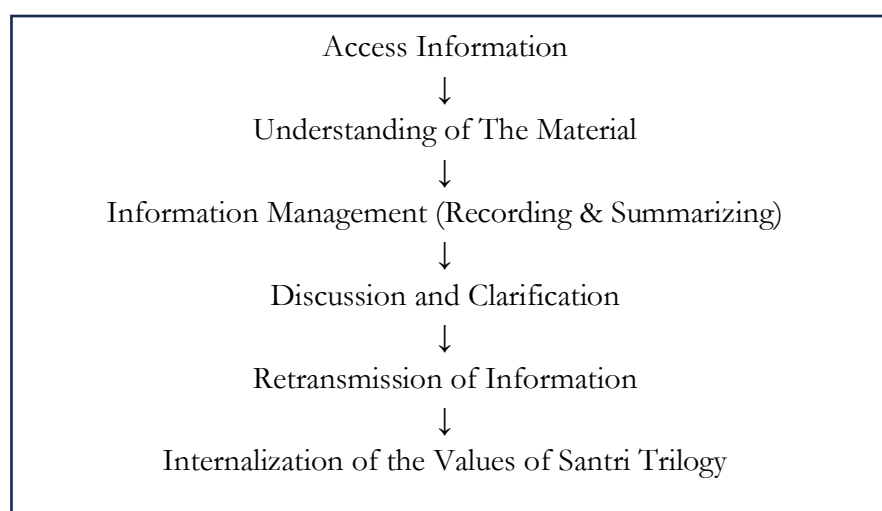 Access Information
↓
Understanding of The Material
↓
Information Management (Recording & Summarizing)
↓
Discussion and Clarification
↓
Retransmission of Information
↓
Internalization of the Values of Santri Trilogy